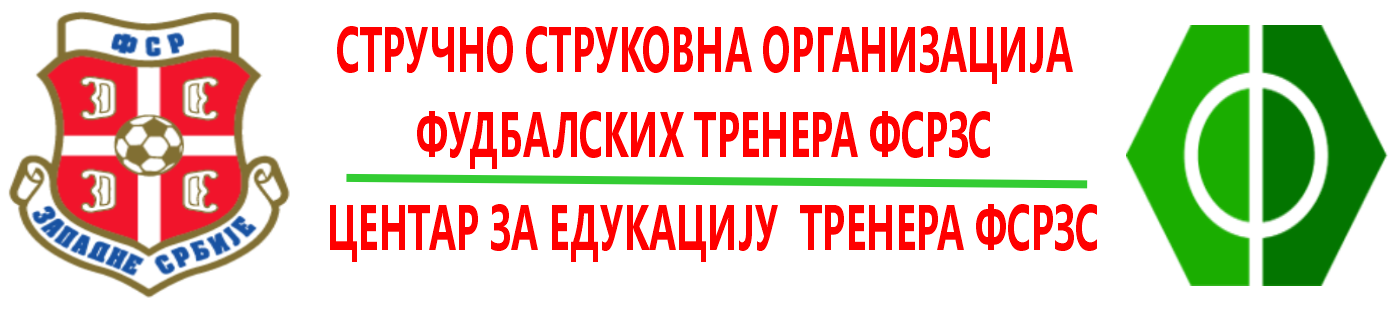 ФСР
ЗАПАДНЕ СРБИЈЕ
СТРУЧНО СТРУКОВНА ОРГАНИЗАЦИЈА
ФУДБАЛСКИХ ТРЕНЕРА ФСРЗС
ЦЕНТАР ЗА ЕДУКАЦИЈУ ТРЕНЕРА ФСРЗС